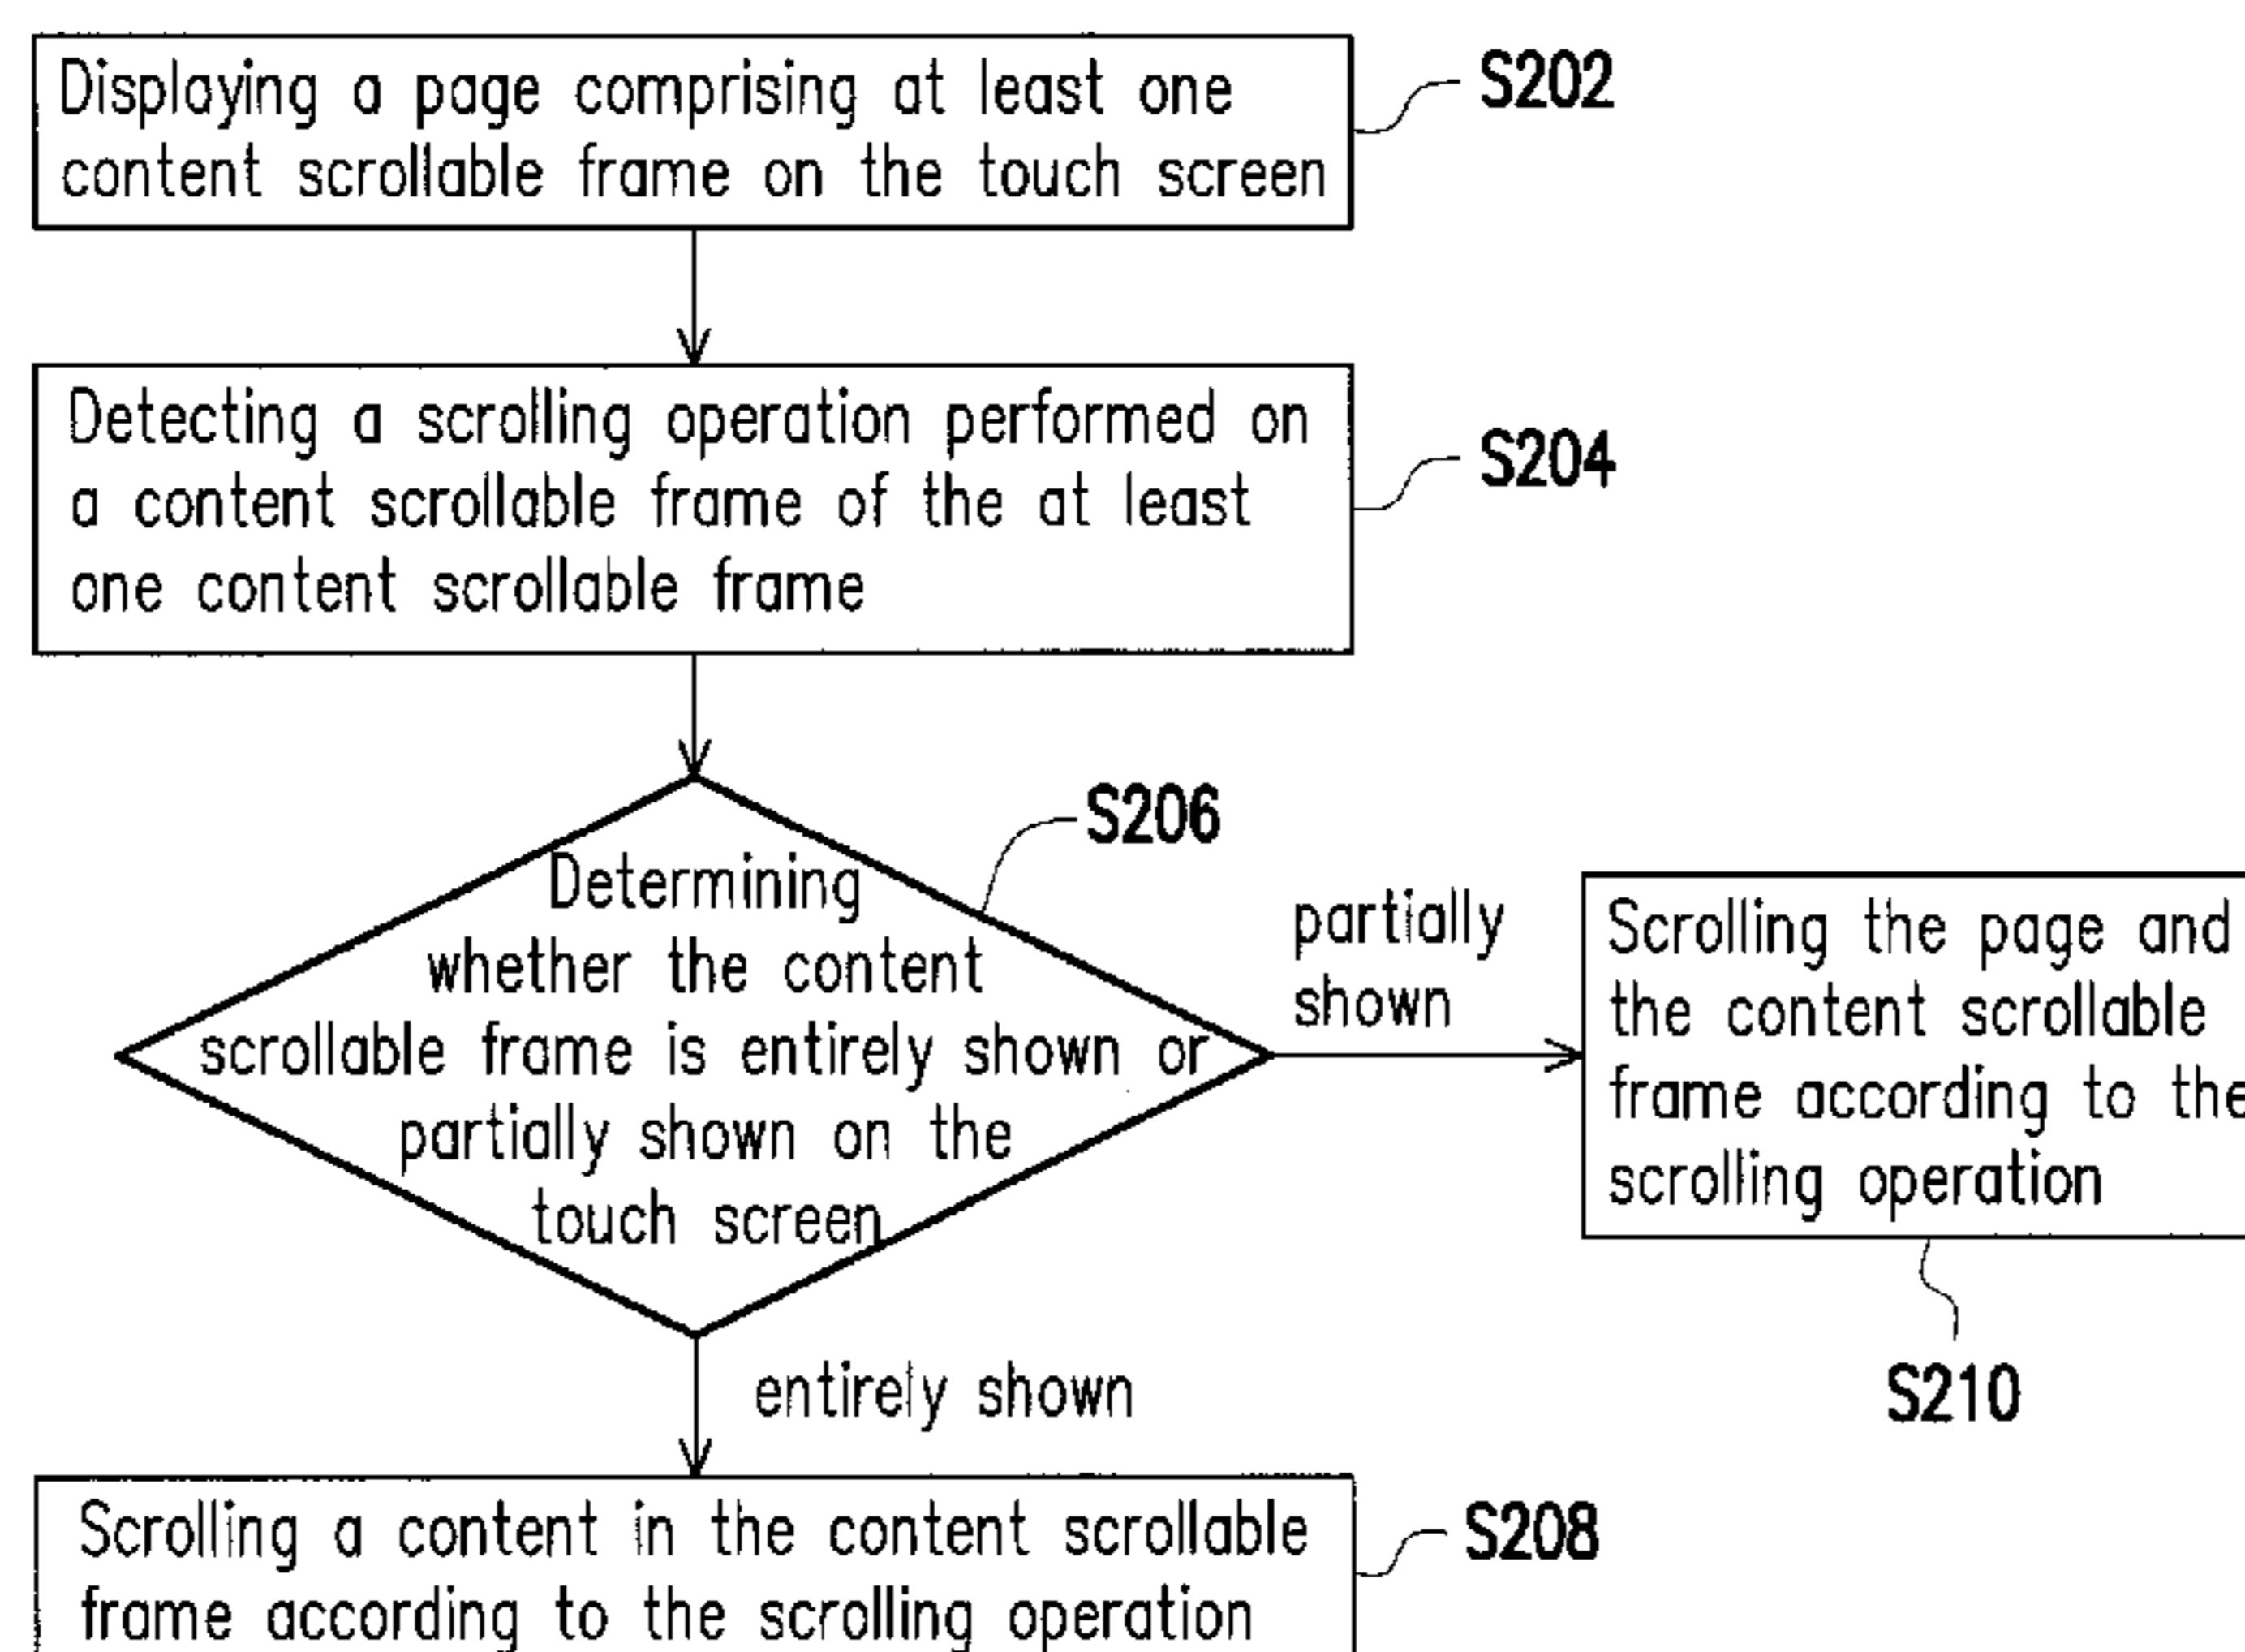 Displaying a page comprising at least one
content scrollable frame on the touch screen
S202
Detecting a scrolling operation performed on
a content scrollable frame of the at least
one content scrollable frame
S204
S206
Determining
whether the content
scrollable frame is entirely shown or
partially shown on the
touch screen
partially
shown
Scrolling the page and
the content scrollable
frame according to the
scrolling operation
S210
entirely shown
Scrolling a content in the content scrollable
frame according to the scrolling operation
S208